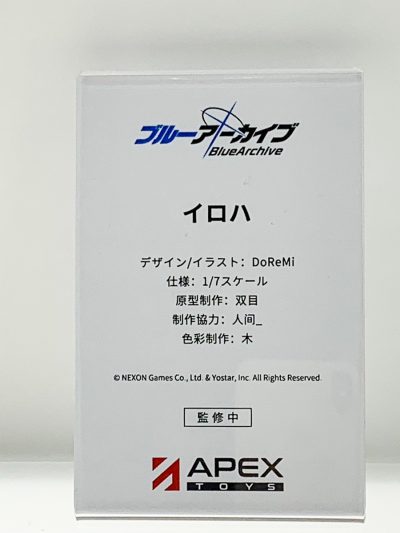 ブルーアーカイブ
BlueArchive
イロハ
デザイン/イラスト：DoReMi
仕様：1/7スケール
原型制作：双目
制作協力：人间_
色彩制作：木
© NEXON Games Co., Ltd. & Yostar, Inc. All Rights Reserved.
監修中
APEX
TOYS